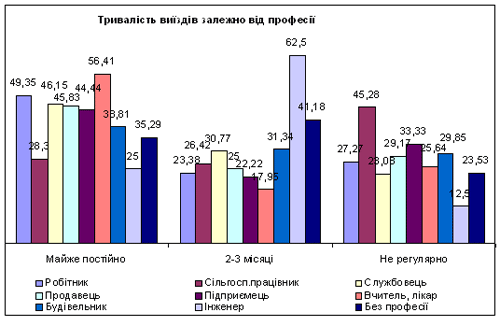 Тривалість виїздів залежно від професії
49,35 46,15 45,83 44,44 56,41 38,81 25 35,29
23,38 26,42 30,77 25 22,22 17,95 31,34 62,5 41,18
27,27 45,28 23,08 29,17 33,33 25,64 29,85 12,5 23,53
Майже постійно 2-3 місяці Не регулярно
Робітник Сільгосп.працівник Службовець
Продавець Підприємець Вчитель, лікар
Будівельник Інженер Без професії